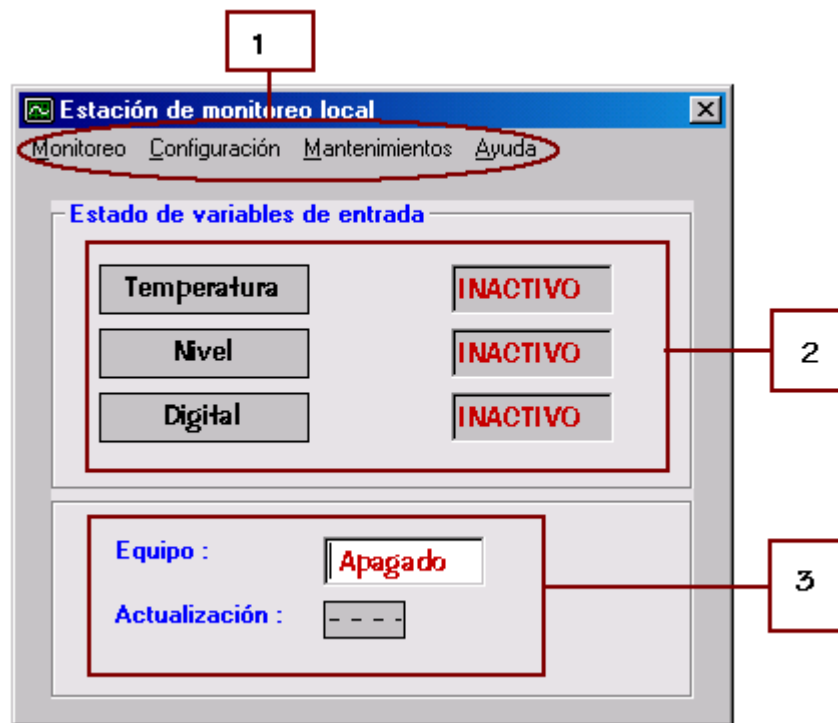 1
Estación de monitoreo local
Monitoreo Configuración Mantenimientos Ayuda
Estado de variables de entrada
Temperatura INACTIVO
Nivel INACTIVO
2
Digital INACTIVO
Equipo : Apagado
3
Actualización : - - - -